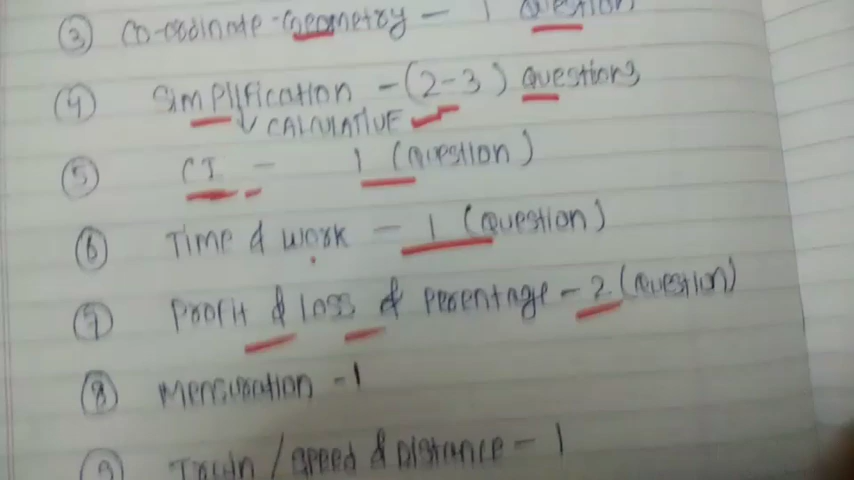 ③ Co-ordinate-Geometry - 1 Question
④ Simplification - (2-3) Questions
↓ CALCULATIVE
⑤ CI - 1 (Question)
⑥ Time & Work - 1 (Question)
⑦ Profit & Loss & Percentage - 2 (Question)
⑧ Mensuration - 1
⑨ Train / Speed & Distance - 1